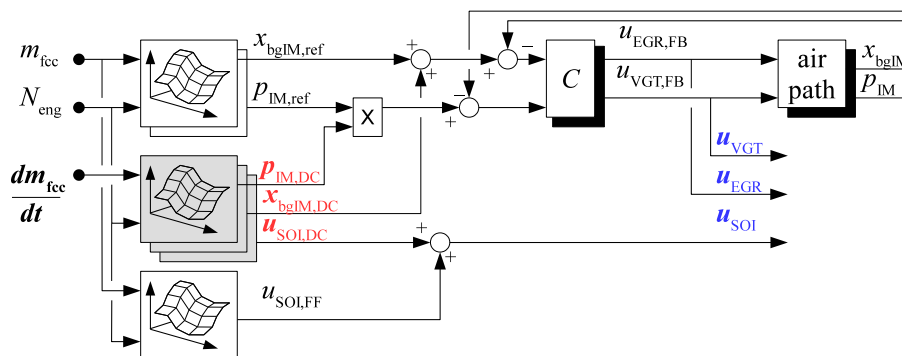 m_fcc
x_bgIM,ref
+
+
+
−
u_EGR,FB
x_bgIM
N_eng
p_IM,ref
X
−
+
C
u_VGT,FB
air
path
p_IM
u_VGT
dm_fcc
dt
p_IM,DC
x_bgIM,DC
u_EGR
u_SOI,DC
+
+
u_SOI
u_SOI,FF